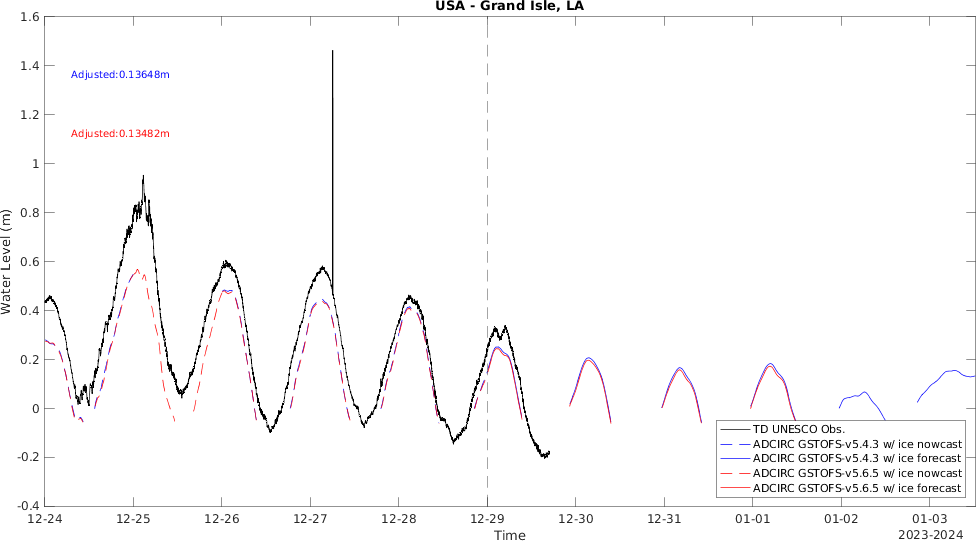 USA - Grand Isle, LA
Adjusted:0.13648m
Adjusted:0.13482m
Water Level (m)
1.6
1.4
1.2
1
0.8
0.6
0.4
0.2
0
-0.2
-0.4
TD UNESCO Obs.
ADCIRC GSTOFS-v5.4.3 w/ ice nowcast
ADCIRC GSTOFS-v5.4.3 w/ ice forecast
ADCIRC GSTOFS-v5.6.5 w/ ice nowcast
ADCIRC GSTOFS-v5.6.5 w/ ice forecast
12-24 12-25 12-26 12-27 12-28 12-29 12-30 12-31 01-01 01-02 01-03
Time
2023-2024